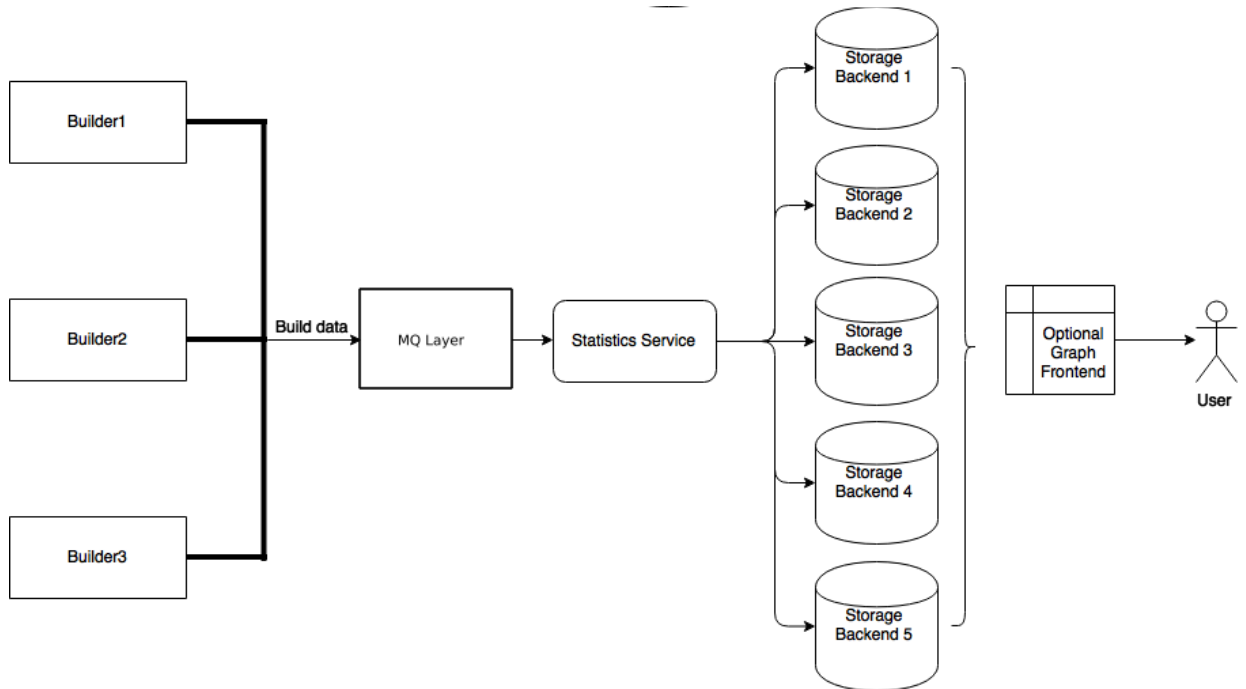 Builder1
Builder2
Builder3
Build data
MQ Layer
Statistics Service
Storage
Backend 1
Storage
Backend 2
Storage
Backend 3
Storage
Backend 4
Storage
Backend 5
Optional
Graph
Frontend
User